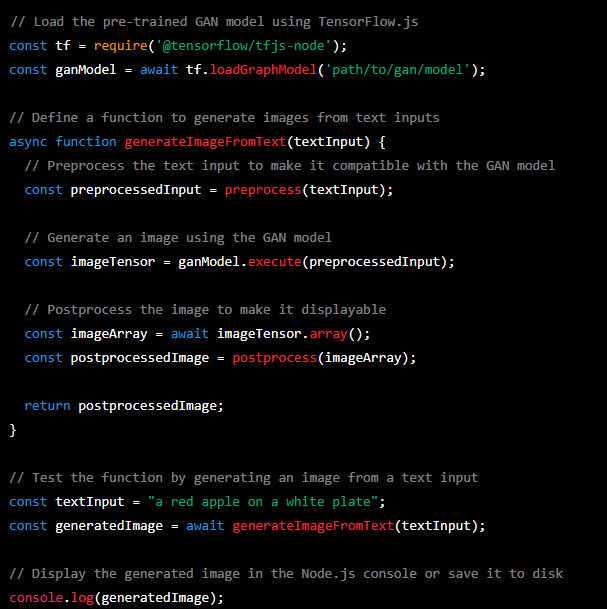 // Load the pre-trained GAN model using TensorFlow.js
const tf = require('@tensorflow/tfjs-node');
const ganModel = await tf.loadGraphModel('path/to/gan/model');

// Define a function to generate images from text inputs
async function generateImageFromText(textInput) {
  // Preprocess the text input to make it compatible with the GAN model
  const preprocessedInput = preprocess(textInput);

  // Generate an image using the GAN model
  const imageTensor = ganModel.execute(preprocessedInput);

  // Postprocess the image to make it displayable
  const imageArray = await imageTensor.array();
  const postprocessedImage = postprocess(imageArray);

  return postprocessedImage;
}

// Test the function by generating an image from a text input
const textInput = "a red apple on a white plate";
const generatedImage = await generateImageFromText(textInput);

// Display the generated image in the Node.js console or save it to disk
console.log(generatedImage);